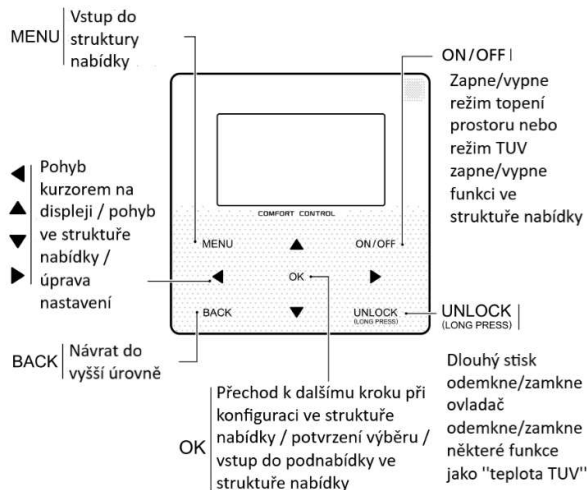 MENU
Vstup do
struktury
nabídky
ON/OFF
Zapne/vypne
režim topení
prostoru nebo
režim TUV
zapne/vypne
funkci ve
struktuře nabídky
Pohyb
kurzorem na
displeji / pohyb
ve struktuře
nabídky /
úprava
nastavení
COMFORT CONTROL
MENU
ON/OFF
OK
BACK
UNLOCK
(LONG PRESS)
BACK
Návrat do
vyšší úrovně
OK
Přechod k dalšímu kroku při
konfiguraci ve struktuře
nabídky / potvrzení výběru /
vstup do podnabídky ve
struktuře nabídky
UNLOCK
(LONG PRESS)
Dlouhý stisk
odemkne/zamkne
ovladač
odemkne/zamkne
některé funkce
jako "teplota TUV"